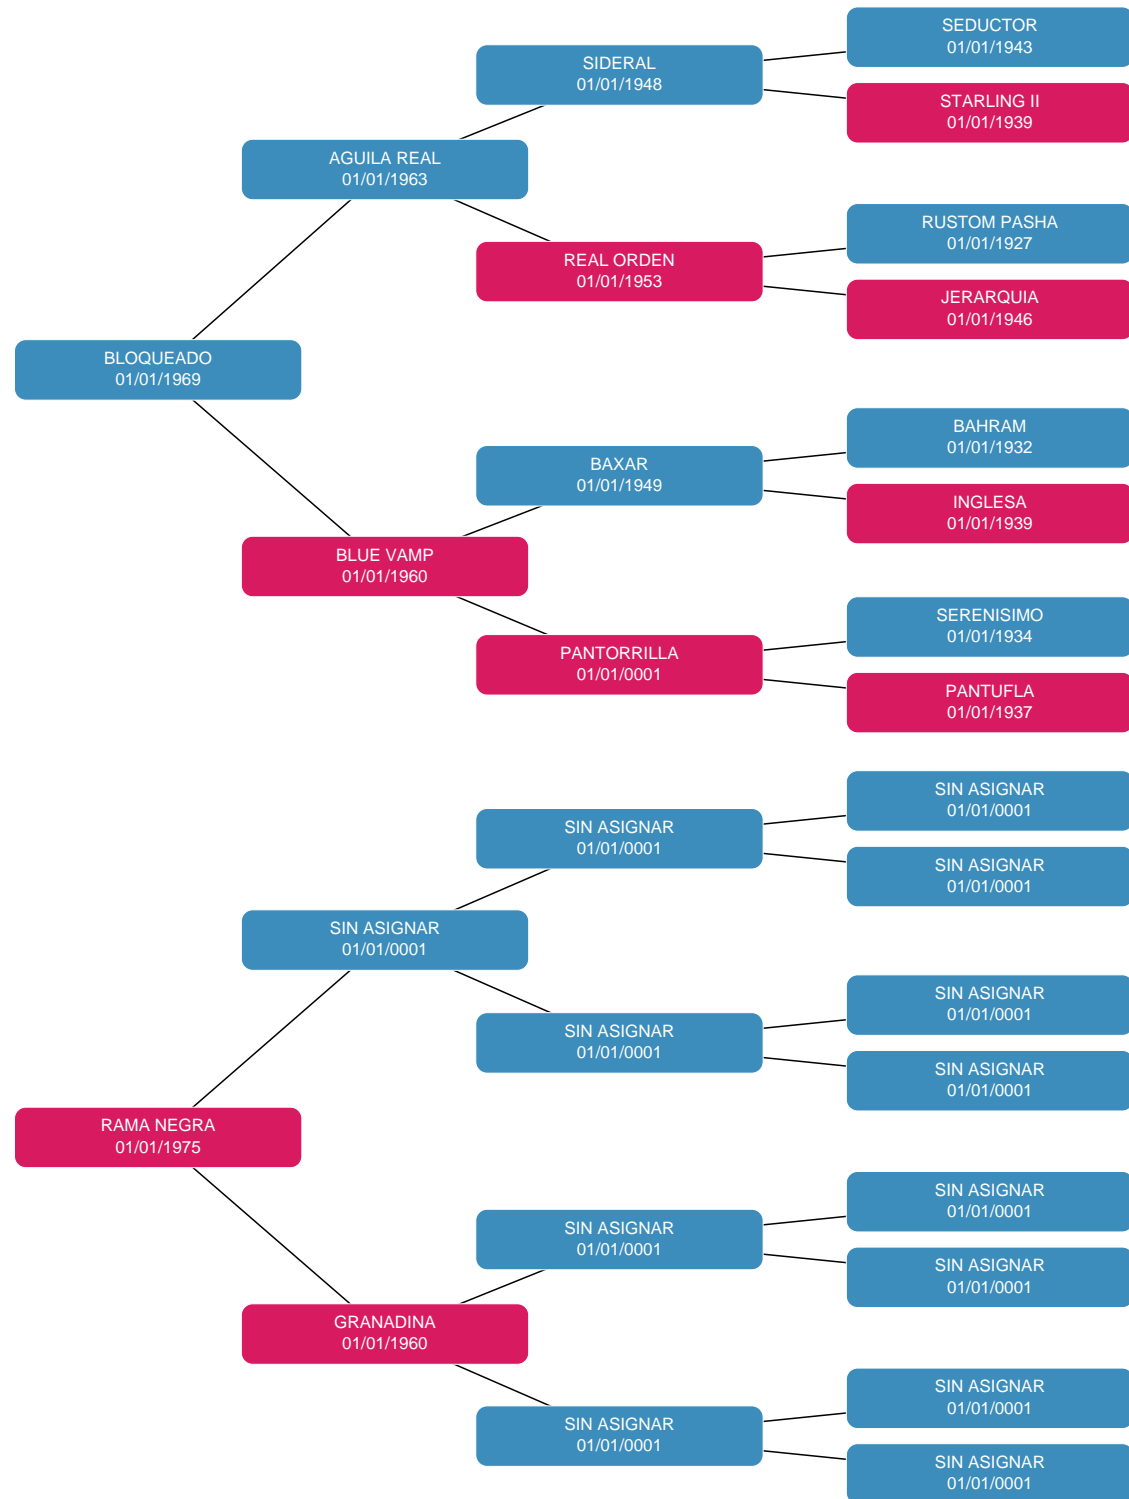 SEDUCTOR
01/01/1943
SIDERAL
01/01/1948
STARLING II
01/01/1939
AGUILA REAL
01/01/1963
RUSTOM PASHA
01/01/1927
REAL ORDEN
01/01/1953
JERARQUIA
01/01/1946
BLOQUEADO
01/01/1969
BAHRAM
01/01/1932
BAXAR
01/01/1949
INGLESA
01/01/1939
BLUE VAMP
01/01/1960
SERENISIMO
01/01/1934
PANTORRILLA
01/01/0001
PANTUFLA
01/01/1937
SIN ASIGNAR
01/01/0001
SIN ASIGNAR
01/01/0001
SIN ASIGNAR
01/01/0001
SIN ASIGNAR
01/01/0001
SIN ASIGNAR
01/01/0001
SIN ASIGNAR
01/01/0001
SIN ASIGNAR
01/01/0001
RAMA NEGRA
01/01/1975
SIN ASIGNAR
01/01/0001
SIN ASIGNAR
01/01/0001
SIN ASIGNAR
01/01/0001
GRANADINA
01/01/1960
SIN ASIGNAR
01/01/0001
SIN ASIGNAR
01/01/0001
SIN ASIGNAR
01/01/0001